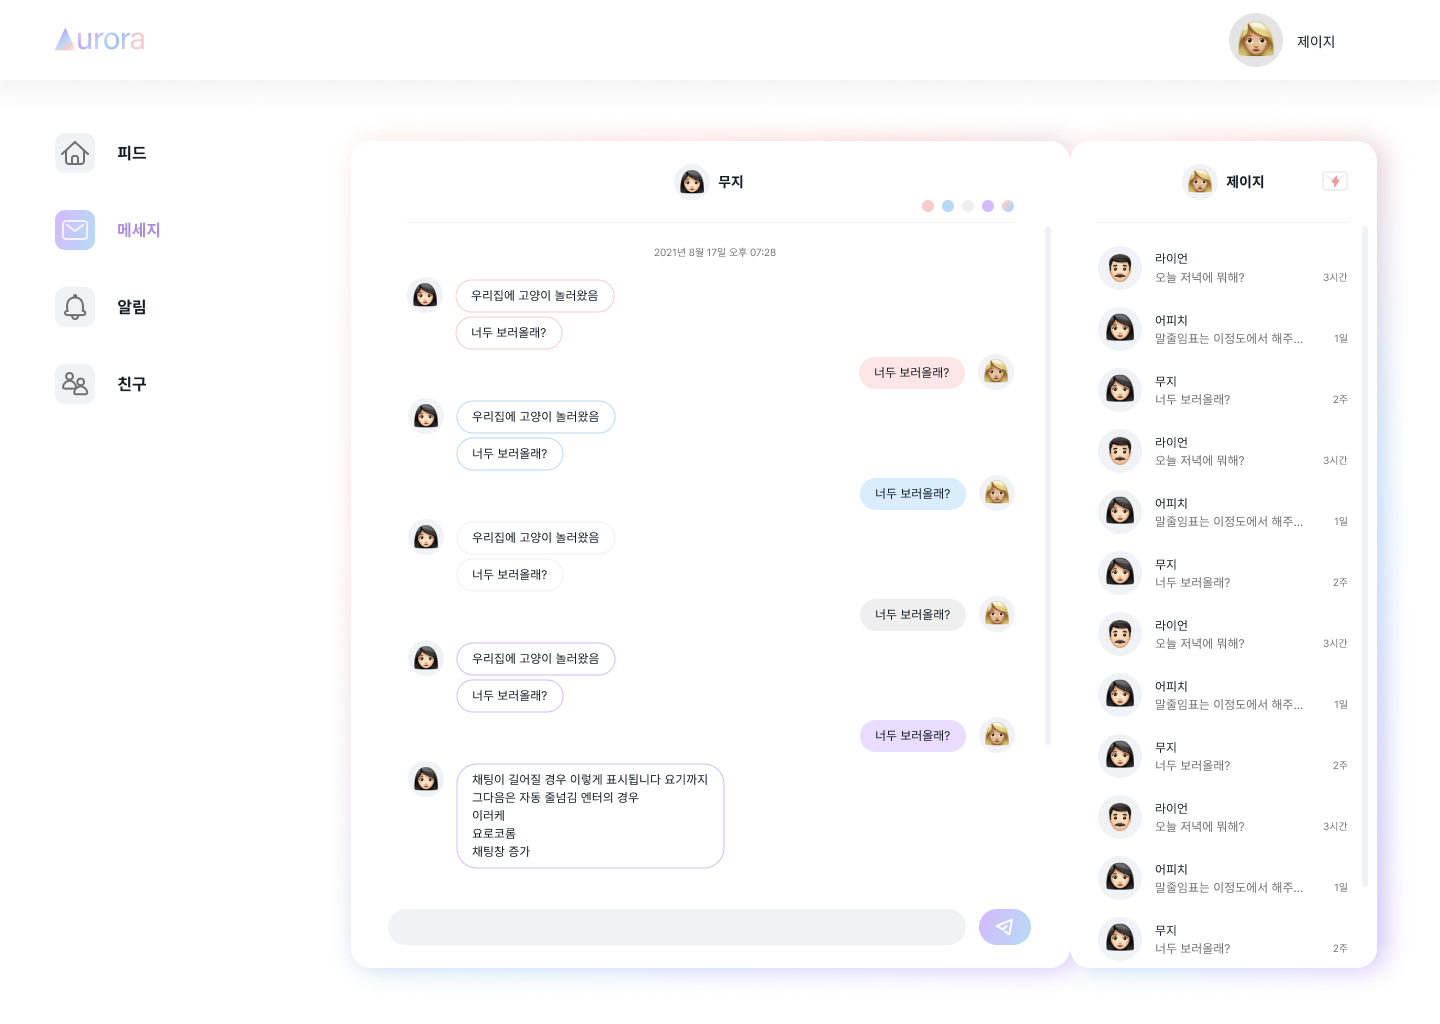 Aurora
제이지
피드
메세지
알림
친구
무지
2021년 8월 17일 오후 07:28
우리집에 고양이 놀러왔음
너두 보러올래?
너두 보러올래?
우리집에 고양이 놀러왔음
너두 보러올래?
너두 보러올래?
우리집에 고양이 놀러왔음
너두 보러올래?
너두 보러올래?
우리집에 고양이 놀러왔음
너두 보러올래?
너두 보러올래?
채팅이 길어질 경우 이렇게 표시됩니다 요기까지
그다음은 자동 줄넘김 엔터의 경우
이러케
요로코롬
채팅창 증가
제이지
라이언
오늘 저녁에 뭐해? 3시간
어피치
말줄임표는 이정도에서 해주... 1일
무지
너두 보러올래? 2주
라이언
오늘 저녁에 뭐해? 3시간
어피치
말줄임표는 이정도에서 해주... 1일
무지
너두 보러올래? 2주
라이언
오늘 저녁에 뭐해? 3시간
어피치
말줄임표는 이정도에서 해주... 1일
무지
너두 보러올래? 2주
라이언
오늘 저녁에 뭐해? 3시간
어피치
말줄임표는 이정도에서 해주... 1일
무지
너두 보러올래? 2주